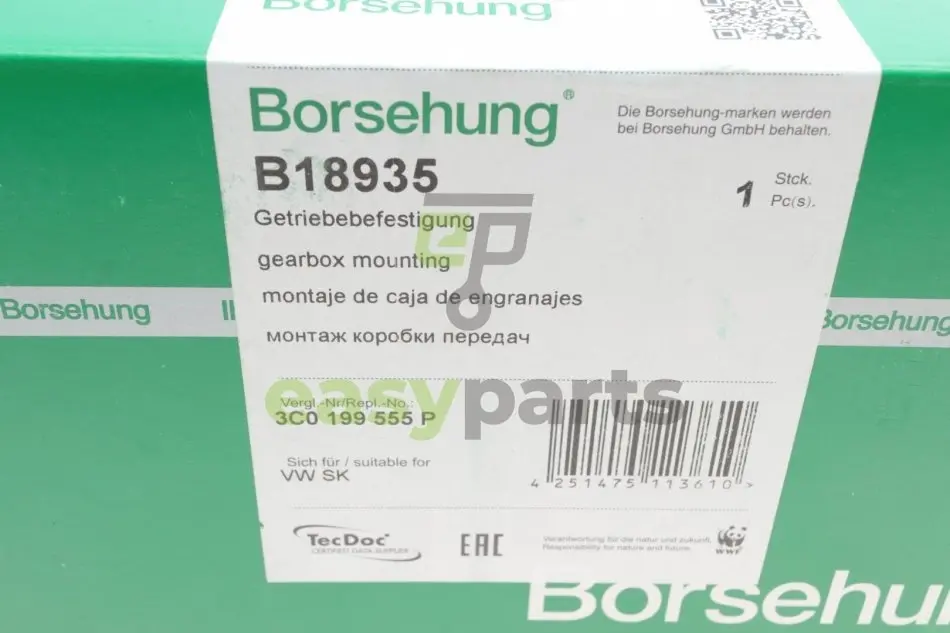 Borsehung
Borsehung®
Die Borsehung-marken werden
bei Borsehung GmbH behalten.
B18935
1 Stck.
Pc(s).
Getriebebefestigung
gearbox mounting
montaje de caja de engranajes
монтаж коробки передач
Borsehung
Borsehung
easyparts
Vergl.-Nr/Repl.-No.:
3C0 199 555 P
Sich für / suitable for
VW SK
4 251475 113610 >
TecDoc
CERTIFIED DATA SUPPLIER
EAC
Verantwortung für die natur und zukunft.
Responsibility for nature and future.
WWF
Borsehu